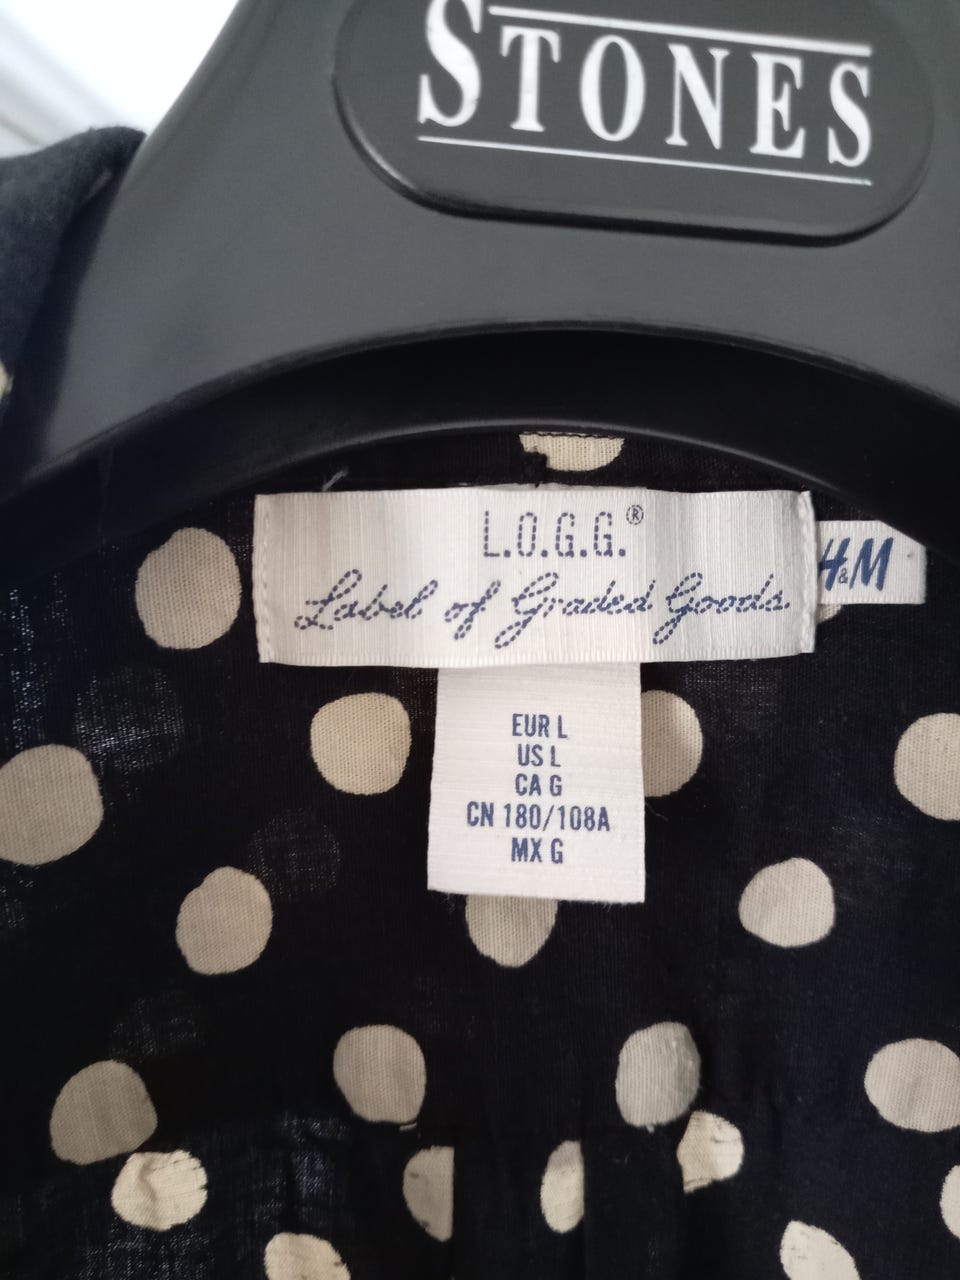 STONES
L.O.G.G.®
Label of Graded Goods
H&M
EUR L
US L
CA G
CN 180/108A
MX G